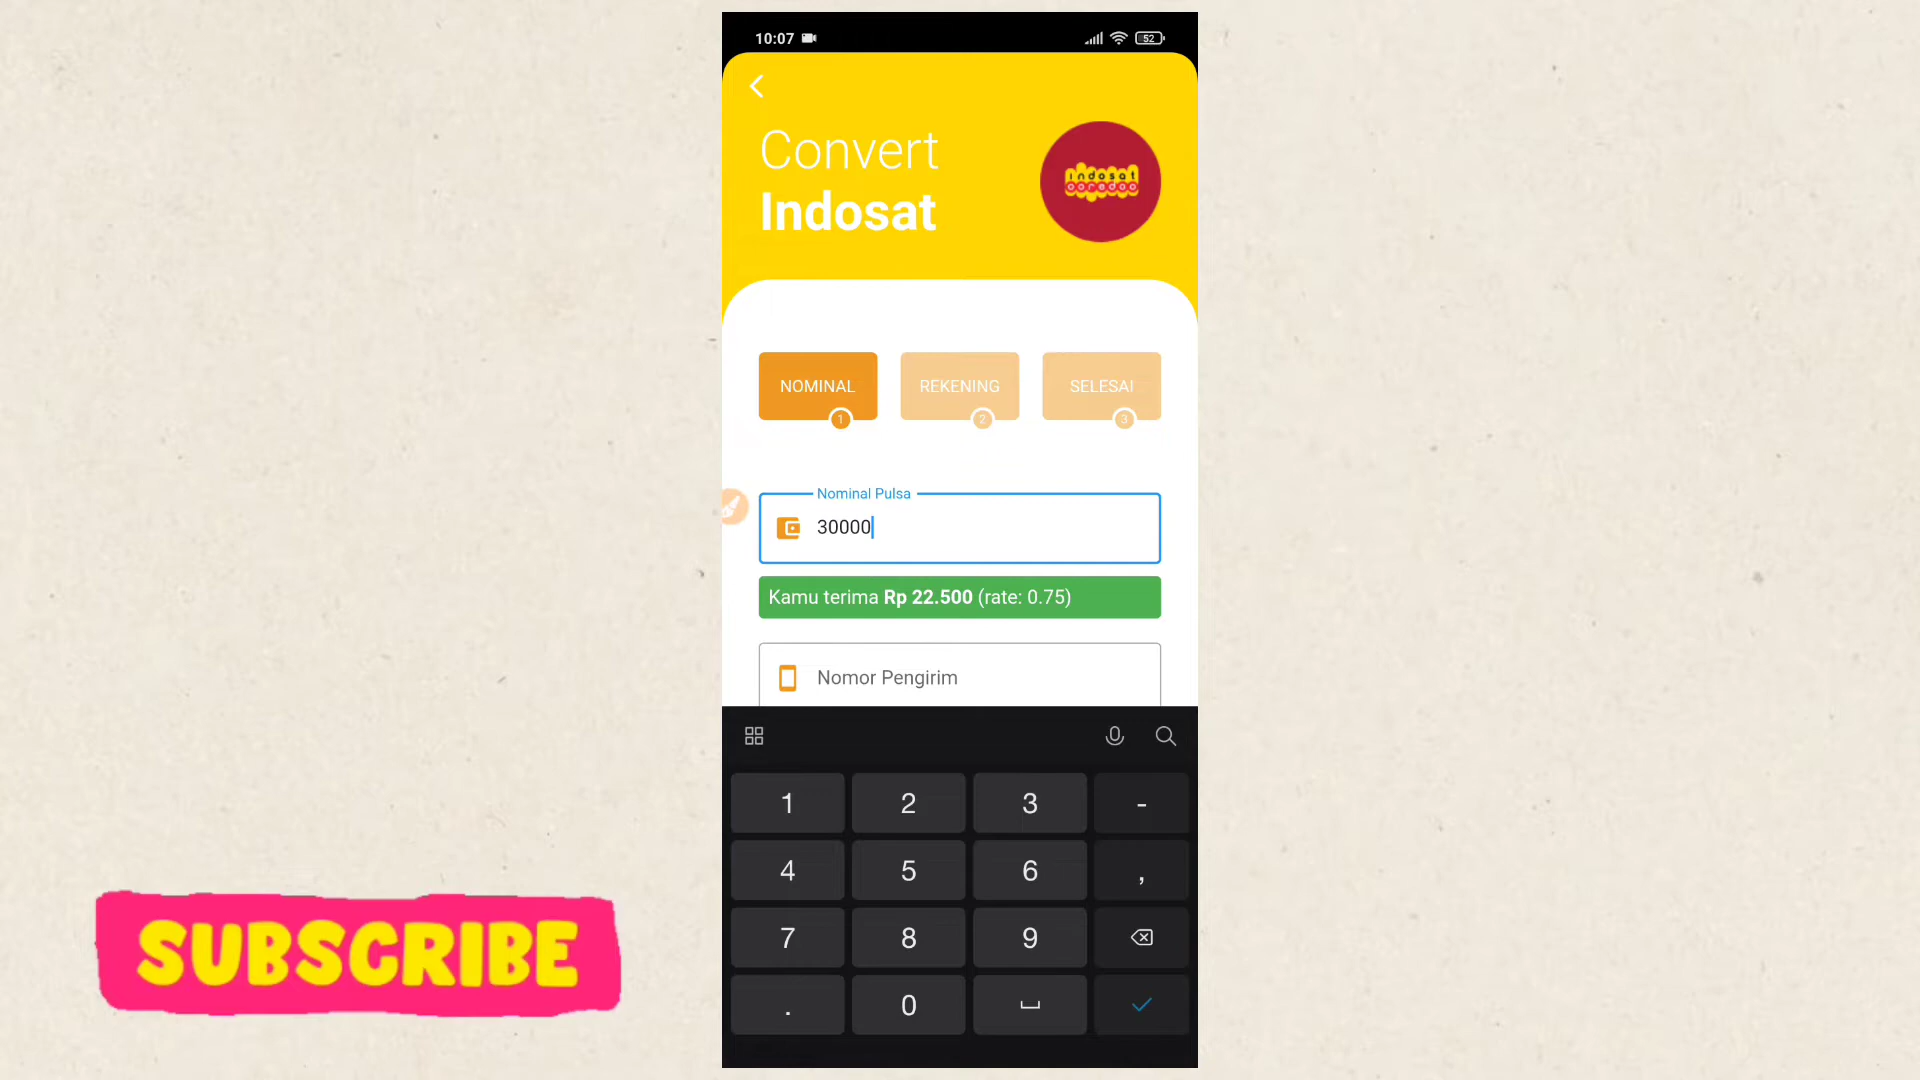 10:07
52
Convert
Indosat
indosat
ooredoo
NOMINAL
1
REKENING
2
SELESAI
3
Nominal Pulsa
30000
Kamu terima Rp 22.500 (rate: 0.75)
Nomor Pengirim
1 2 3 -
4 5 6 ,
7 8 9
. 0
SUBSCRIBE